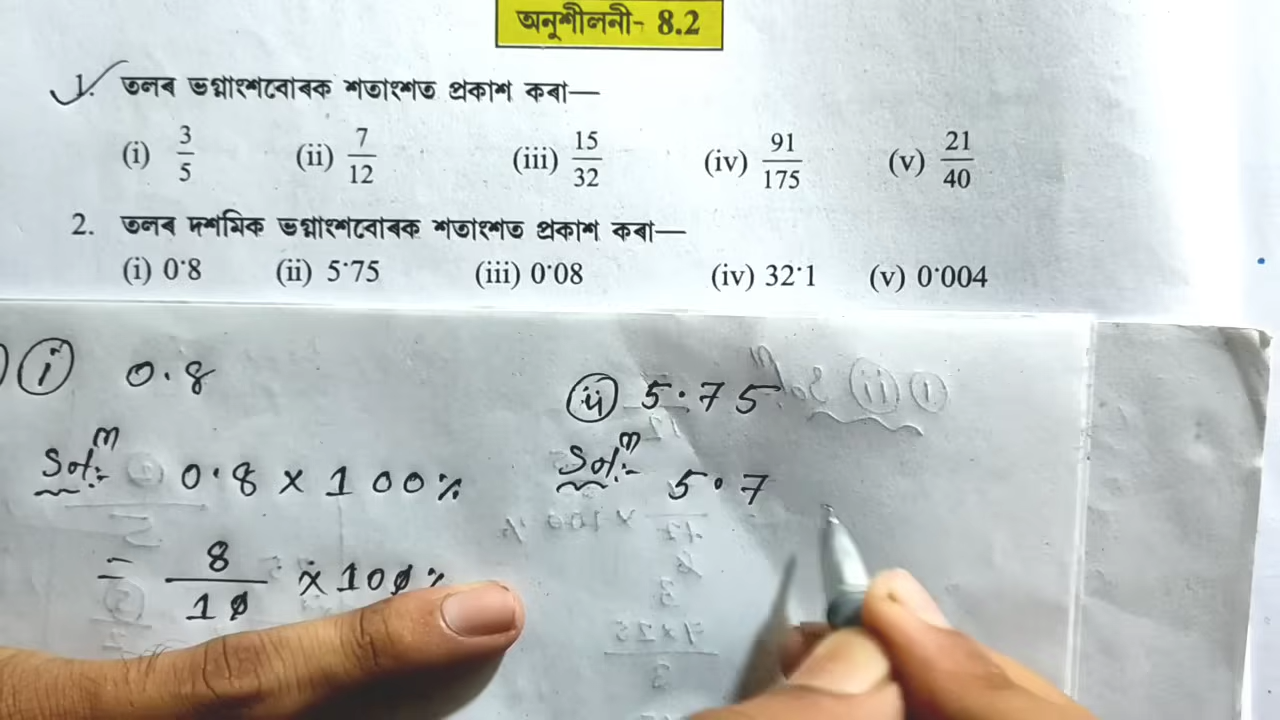 অনুশীলনী- 8.2
1. তলৰ ভগ্নাংশবোৰক শতাংশত প্ৰকাশ কৰা—
(i) 3/5 (ii) 7/12 (iii) 15/32 (iv) 91/175 (v) 21/40
2. তলৰ দশমিক ভগ্নাংশবোৰক শতাংশত প্ৰকাশ কৰা—
(i) 0·8 (ii) 5·75 (iii) 0·08 (iv) 32·1 (v) 0·004
(i) 0.8
Solⁿ:- 0.8 × 100%
= 8/10 × 100%
(ii) 5.75
Solⁿ:- 5.7